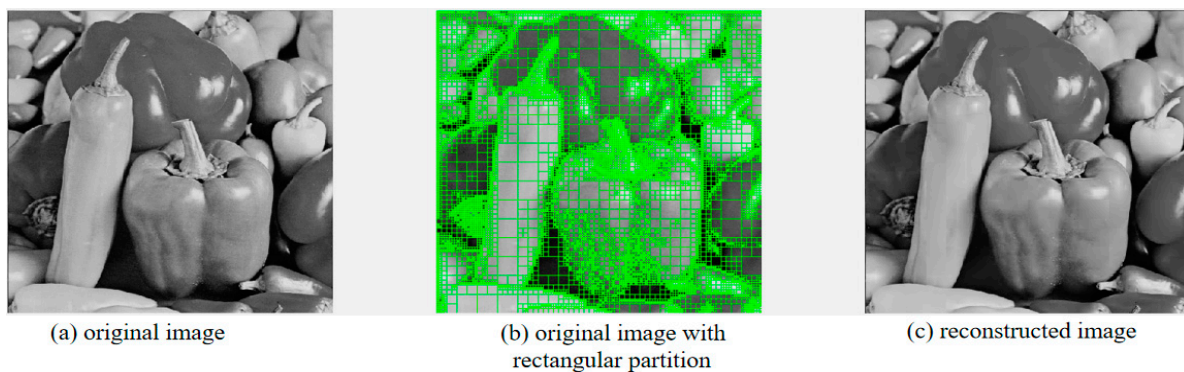 (a) original image
(b) original image with
rectangular partition
(c) reconstructed image